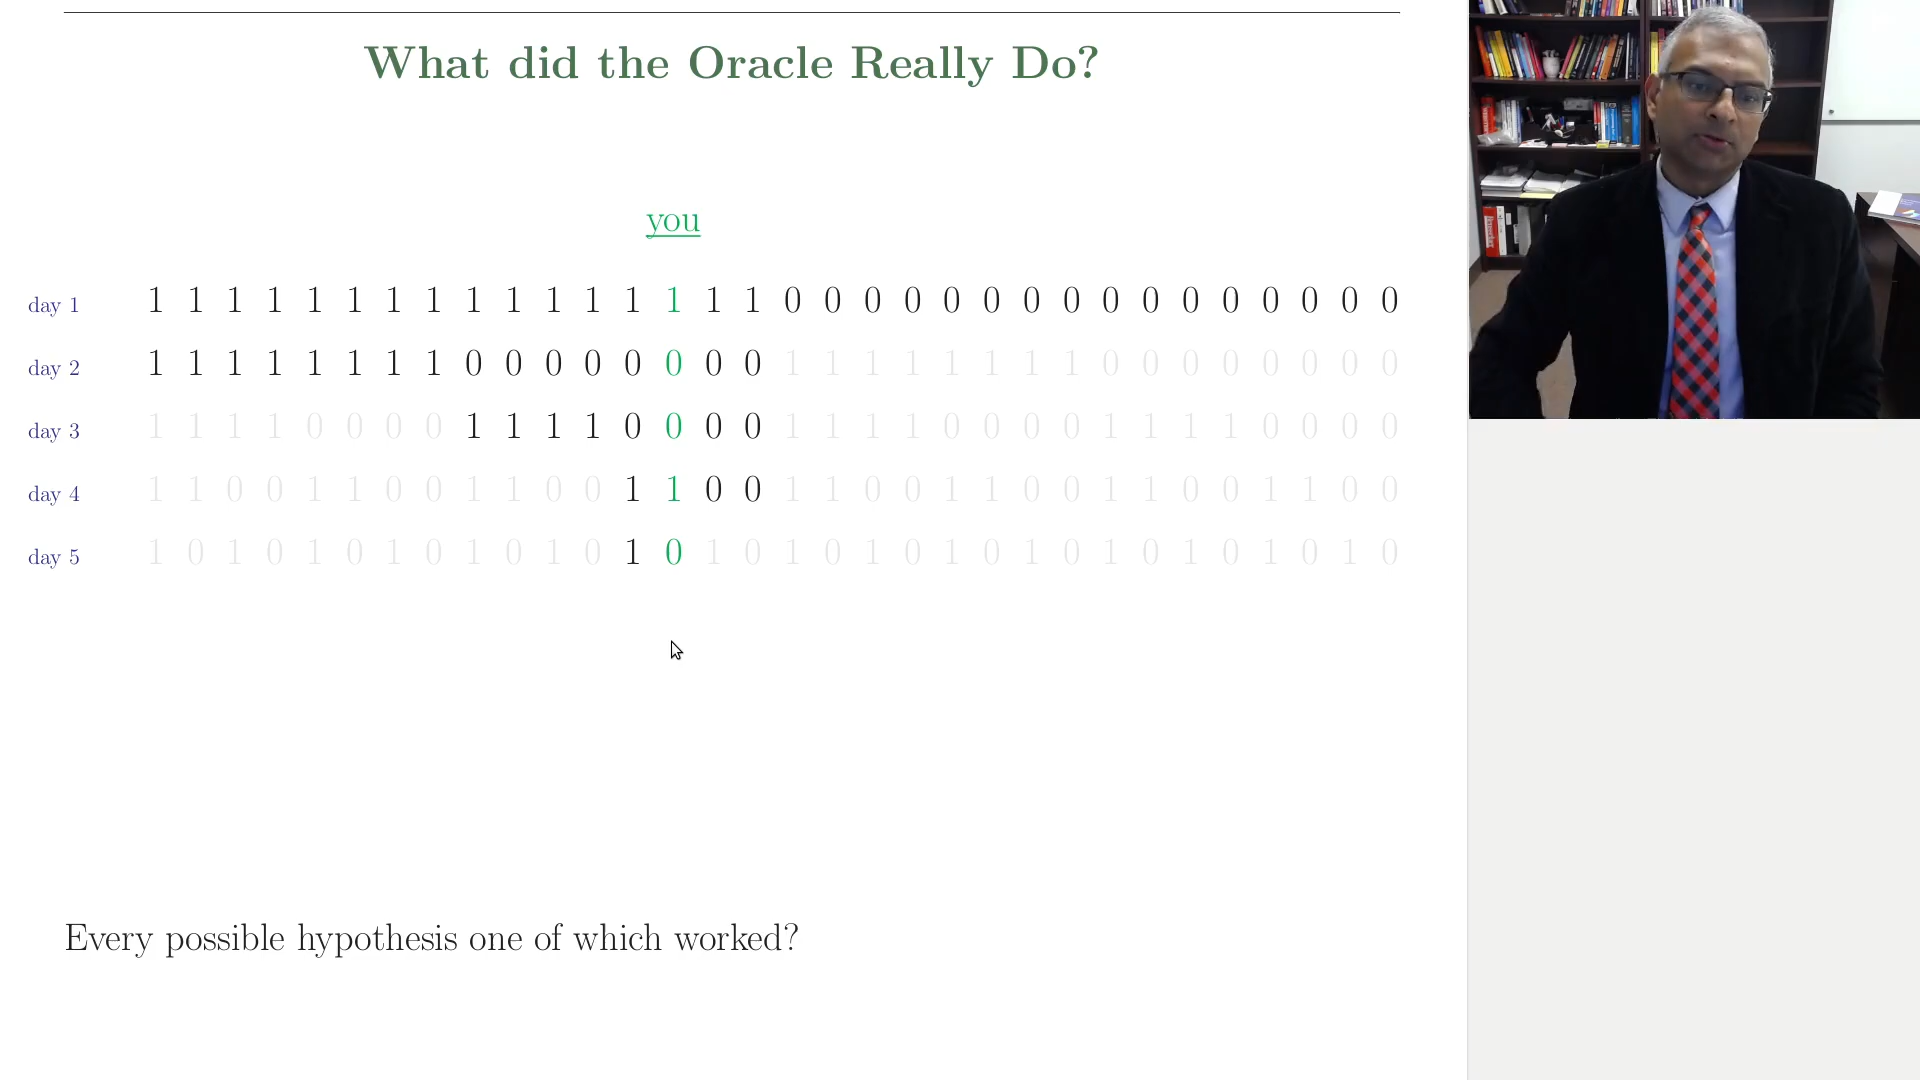 What did the Oracle Really Do?
you
day 1 1 1 1 1 1 1 1 1 1 1 1 1 1 1 1 1 0 0 0 0 0 0 0 0 0 0 0 0 0 0 0 0
day 2 1 1 1 1 1 1 1 1 0 0 0 0 0 0 0 0 1 1 1 1 1 1 1 1 0 0 0 0 0 0 0 0
day 3 1 1 1 1 0 0 0 0 1 1 1 1 0 0 0 0 1 1 1 1 0 0 0 0 1 1 1 1 0 0 0 0
day 4 1 1 0 0 1 1 0 0 1 1 0 0 1 1 0 0 1 1 0 0 1 1 0 0 1 1 0 0 1 1 0 0
day 5 1 0 1 0 1 0 1 0 1 0 1 0 1 0 1 0 1 0 1 0 1 0 1 0 1 0 1 0 1 0 1 0
Every possible hypothesis one of which worked?